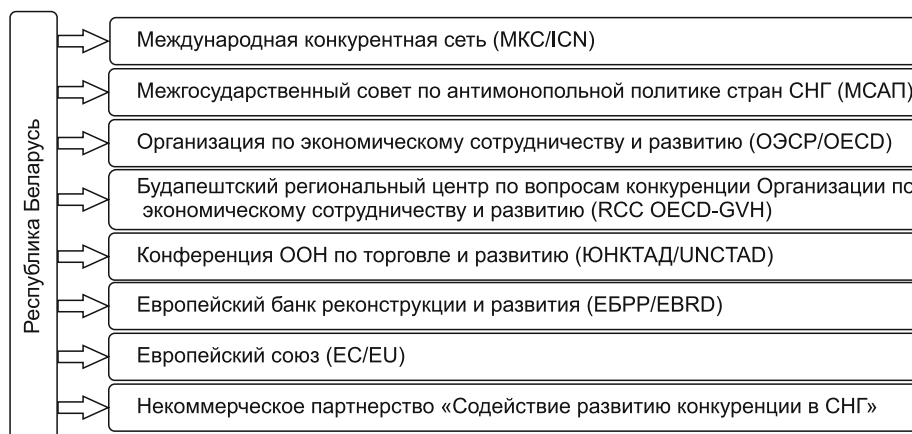 Республика Беларусь
Международная конкурентная сеть (МКС/ICN)
Межгосударственный совет по антимонопольной политике стран СНГ (МСАП)
Организация по экономическому сотрудничеству и развитию (ОЭСР/OECD)
Будапештский региональный центр по вопросам конкуренции Организации по
экономическому сотрудничеству и развитию (RCC OECD-GVH)
Конференция ООН по торговле и развитию (ЮНКТАД/UNCTAD)
Европейский банк реконструкции и развития (ЕБРР/EBRD)
Европейский союз (ЕС/EU)
Некоммерческое партнерство «Содействие развитию конкуренции в СНГ»